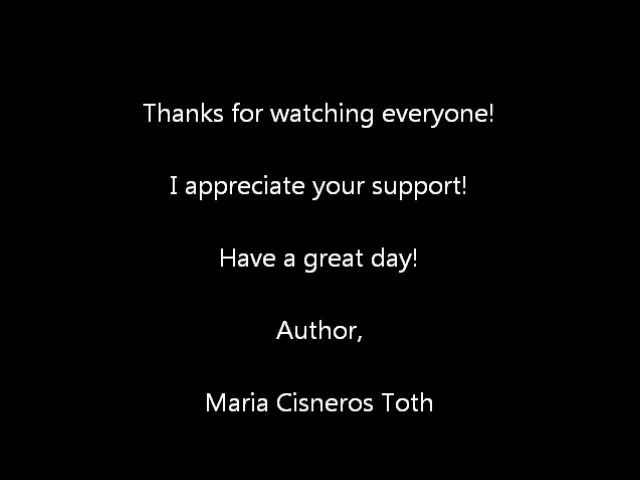 Thanks for watching everyone!
I appreciate your support!
Have a great day!
Author,
Maria Cisneros Toth